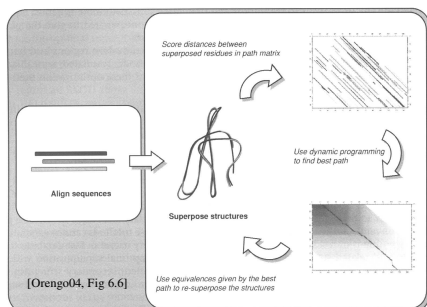 Score distances between
superposed residues in path matrix
Use dynamic programming
to find best path
Align sequences
Superpose structures
[Orengo04, Fig 6.6]
Use equivalences given by the best
path to re-superpose the structures